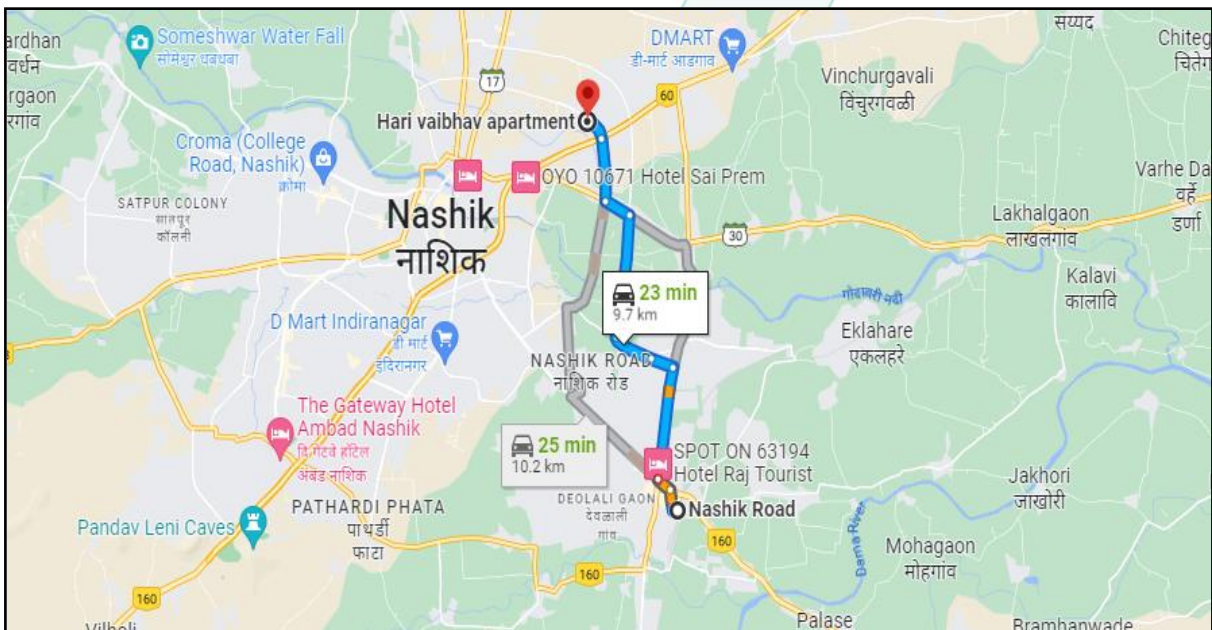 ardhan
वर्धन
rgaon
रगांव
Someshwar Water Fall
सोमेश्वर धबधबा
17
DMART
डी-मार्ट आडगाव
60
सय्यद
Chiteg
चितेग
Vinchurgavali
विंचुरगवळी
Hari vaibhav apartment
Croma (College
Road, Nashik)
क्रोमा
OYO 10671 Hotel Sai Prem
Varhe Da
वर्हे
डर्णा
SATPUR COLONY
सातपूर
कॉलनी
Nashik
नाशिक
30
Lakhalgaon
लाखलगांव
Kalavi
कालावि
23 min
9.7 km
गोदावरी नदी
D Mart Indiranagar
डी मार्ट
इंदिरानगर
NASHIK ROAD
नाशिक रोड
Eklahare
एकलहरे
The Gateway Hotel
Ambad Nashik
दि गेटवे हॉटेल
अंबड नाशिक
25 min
10.2 km
SPOT ON 63194
Hotel Raj Tourist
DEOLALI GAON
देवळाली
गांव
Nashik Road
Jakhori
जाखोरी
PATHARDI PHATA
पाथर्डी
फाटा
Pandav Leni Caves
160
Darna River
Mohagaon
मोहगांव
160
160
Vilholi
Palase
Bramhanwade